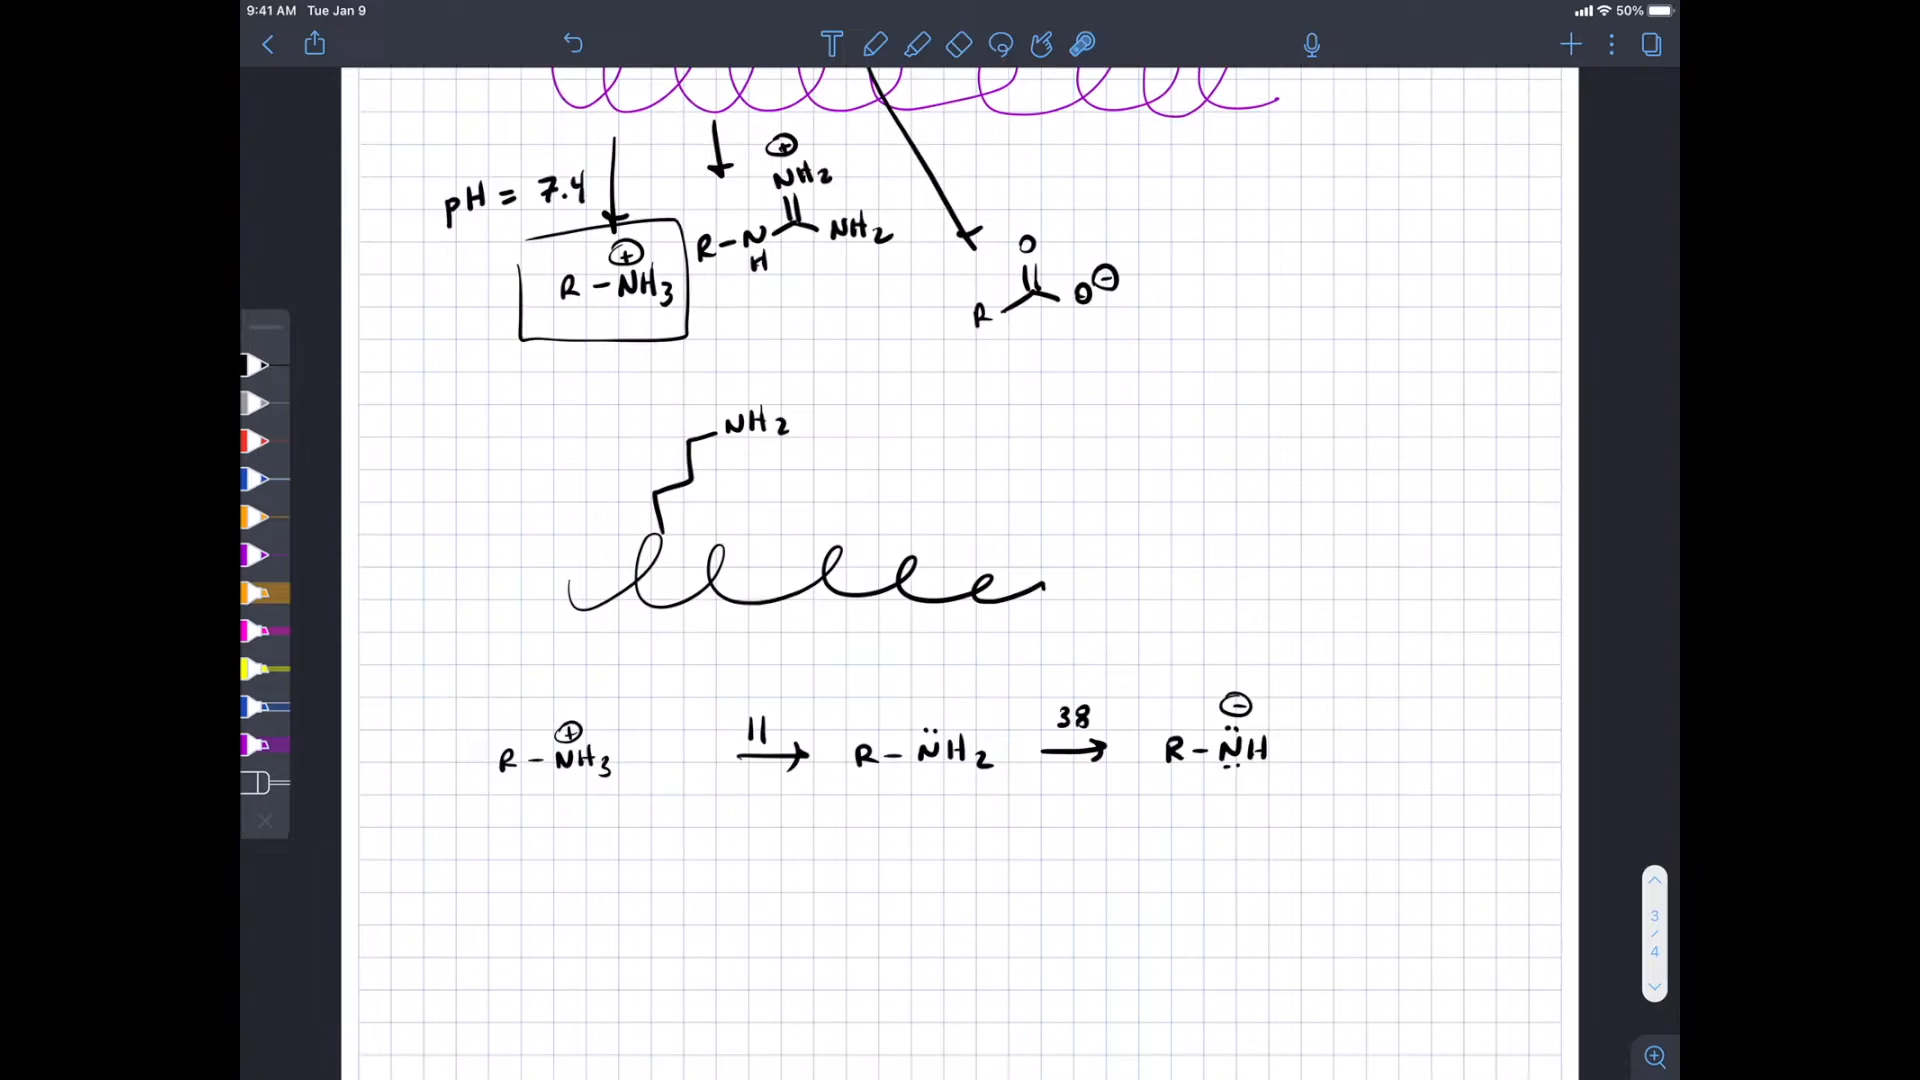 9:41 AM Tue Jan 9
50%
T
⊕
NH2
pH = 7.4
R-N
H
NH2
⊕
R-NH3
O
R
O⊖
NH2
⊕
R-NH3
11
R-N̈H2
38
⊖
R-NH
3
/
4